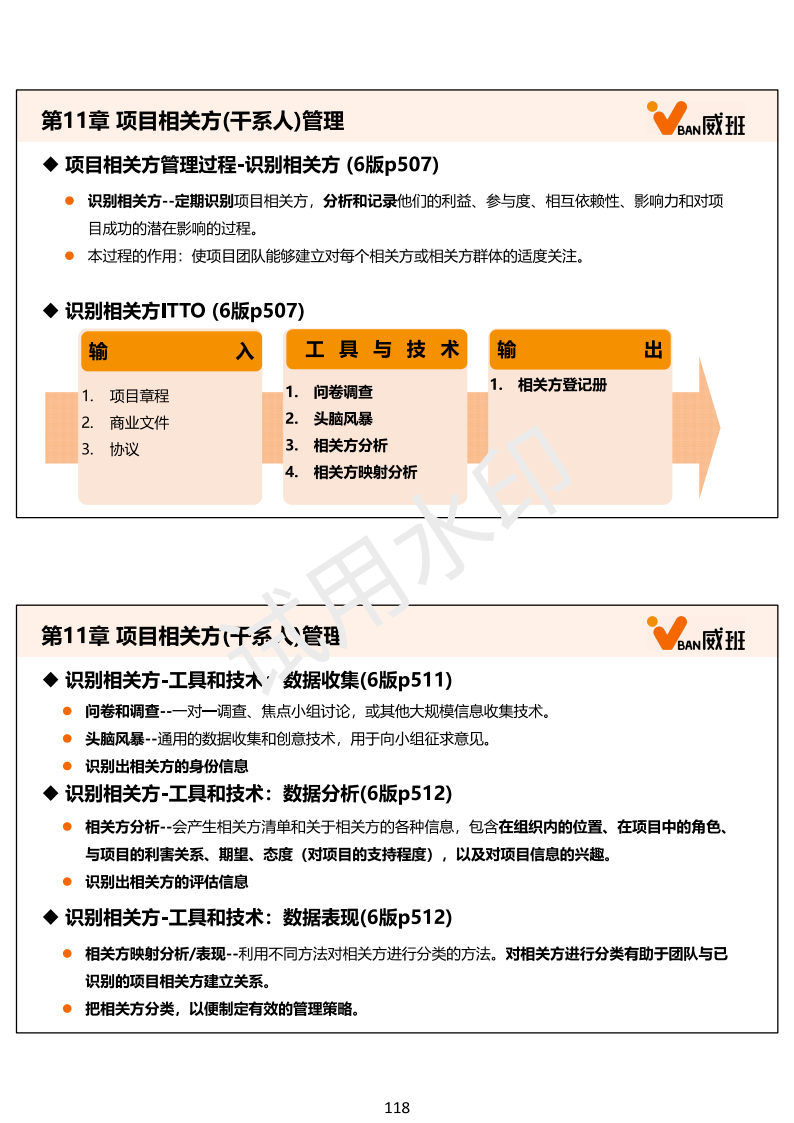 第11章 项目相关方(干系人)管理
BAN威班
◆ 项目相关方管理过程-识别相关方 (6版p507)
● 识别相关方--定期识别项目相关方，分析和记录他们的利益、参与度、相互依赖性、影响力和对项
目成功的潜在影响的过程。
● 本过程的作用：使项目团队能够建立对每个相关方或相关方群体的适度关注。
◆ 识别相关方ITTO (6版p507)
输 入
1. 项目章程
2. 商业文件
3. 协议
工 具 与 技 术
1. 问卷调查
2. 头脑风暴
3. 相关方分析
4. 相关方映射分析
输 出
1. 相关方登记册
试用水印
第11章 项目相关方(干系人)管理
BAN威班
◆ 识别相关方-工具和技术：数据收集(6版p511)
● 问卷和调查--一对一调查、焦点小组讨论，或其他大规模信息收集技术。
● 头脑风暴--通用的数据收集和创意技术，用于向小组征求意见。
● 识别出相关方的身份信息
◆ 识别相关方-工具和技术：数据分析(6版p512)
● 相关方分析--会产生相关方清单和关于相关方的各种信息，包含在组织内的位置、在项目中的角色、
与项目的利害关系、期望、态度（对项目的支持程度），以及对项目信息的兴趣。
● 识别出相关方的评估信息
◆ 识别相关方-工具和技术：数据表现(6版p512)
● 相关方映射分析/表现--利用不同方法对相关方进行分类的方法。对相关方进行分类有助于团队与已
识别的项目相关方建立关系。
● 把相关方分类，以便制定有效的管理策略。
118